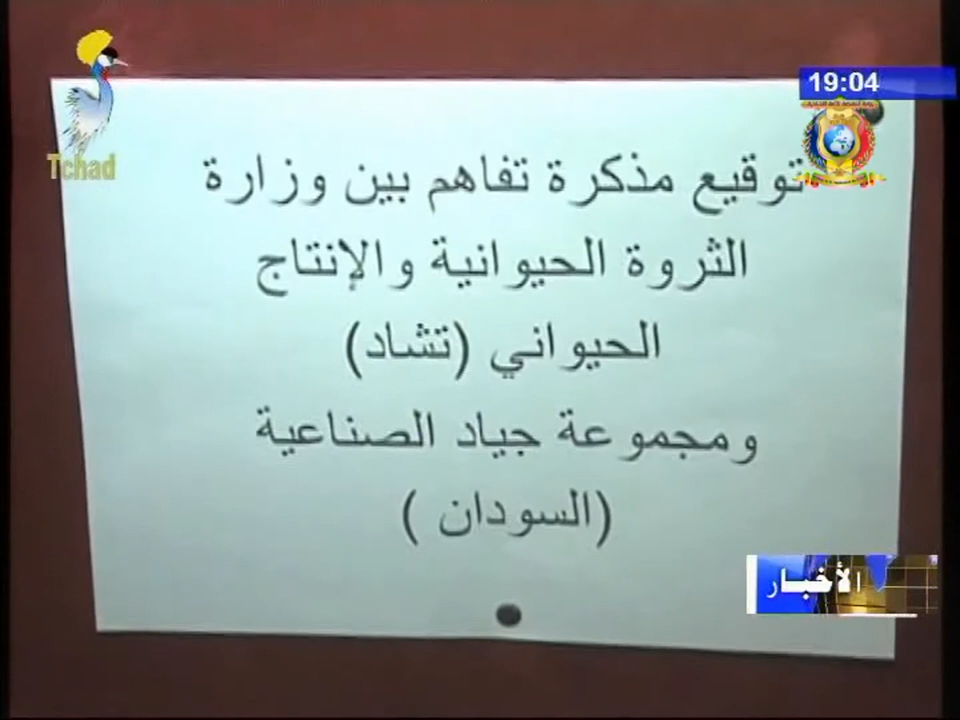 Tchad
19:04
توقيع مذكرة تفاهم بين وزارة
الثروة الحيوانية والإنتاج
الحيواني (تشاد)
ومجموعة جياد الصناعية
(السودان )
الأخبار